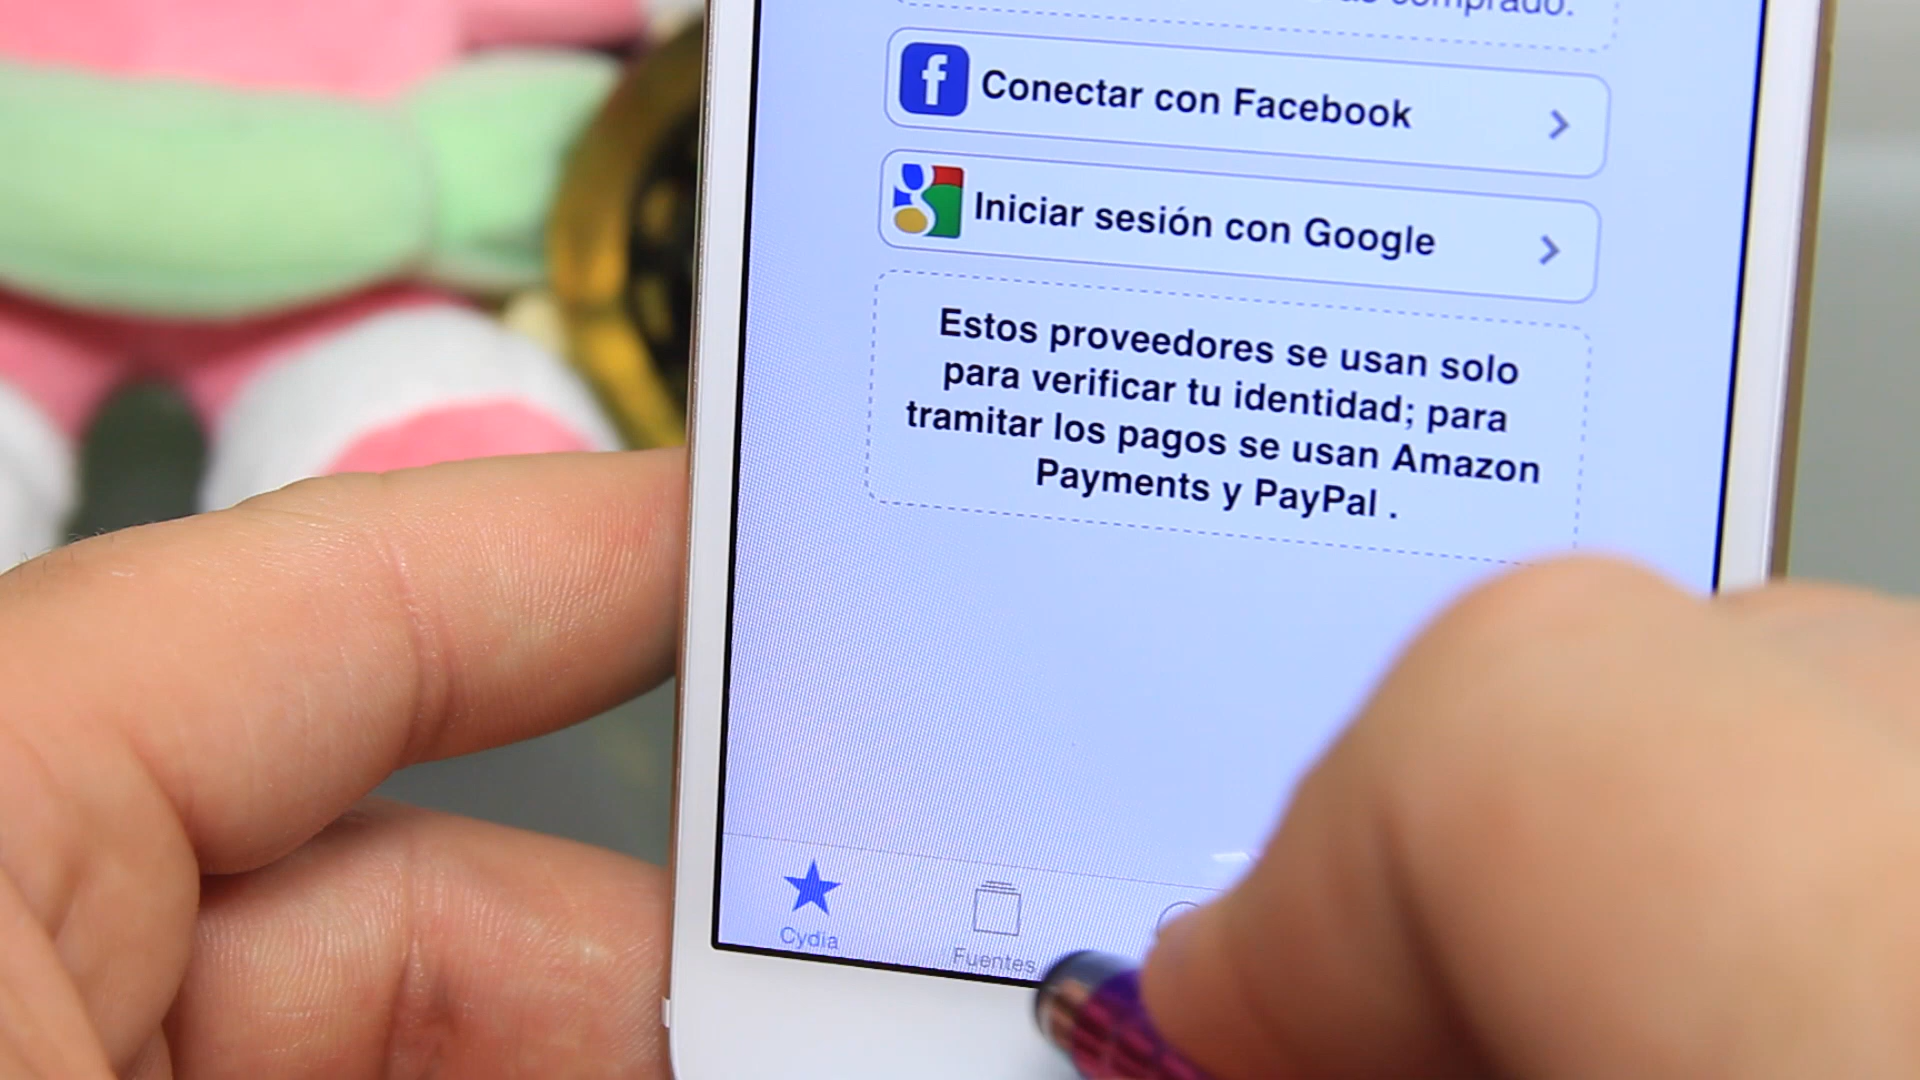 comprado.
Conectar con Facebook
Iniciar sesión con Google
Estos proveedores se usan solo
para verificar tu identidad; para
tramitar los pagos se usan Amazon
Payments y PayPal .
Cydia
Fuentes